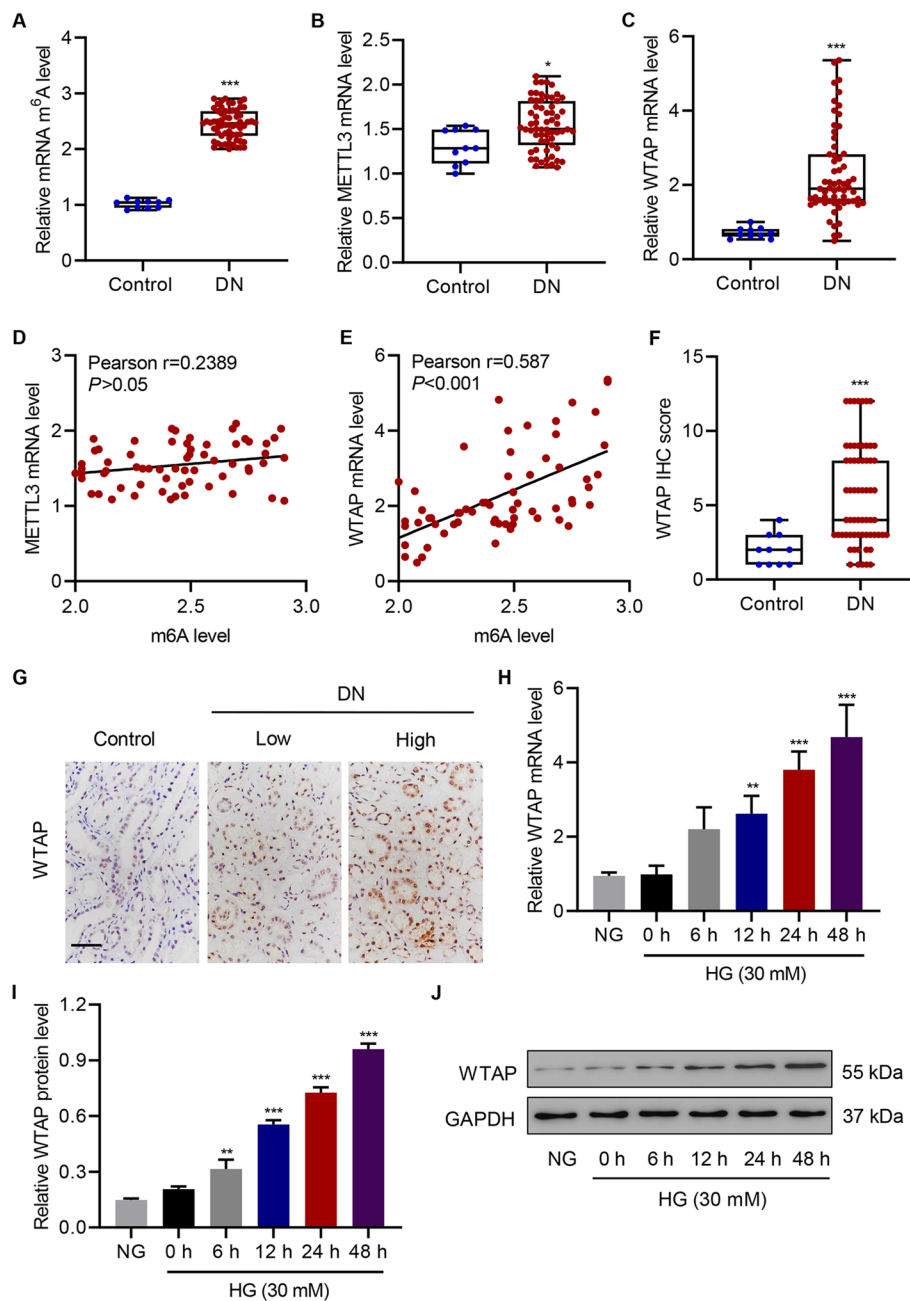 A
Relative mRNA m⁶A level
4
3
2
1
0
***
Control
DN
B
Relative METTL3 mRNA level
2.5
2.0
1.5
1.0
0.5
0.0
*
Control
DN
C
Relative WTAP mRNA level
6
4
2
0
***
Control
DN
D
METTL3 mRNA level
3
2
1
0
Pearson r=0.2389
P>0.05
2.0
2.5
3.0
m6A level
E
WTAP mRNA level
6
4
2
0
Pearson r=0.587
P<0.001
2.0
2.5
3.0
m6A level
F
WTAP IHC score
15
10
5
0
***
Control
DN
G
DN
Control
Low
High
WTAP
H
Relative WTAP mRNA level
6
4
2
0
**
***
***
NG
0 h
6 h
12 h
24 h
48 h
HG (30 mM)
I
Relative WTAP protein level
1.2
0.9
0.6
0.3
0.0
**
***
***
***
NG
0 h
6 h
12 h
24 h
48 h
HG (30 mM)
J
WTAP
55 kDa
GAPDH
37 kDa
NG
0 h
6 h
12 h
24 h
48 h
HG (30 mM)